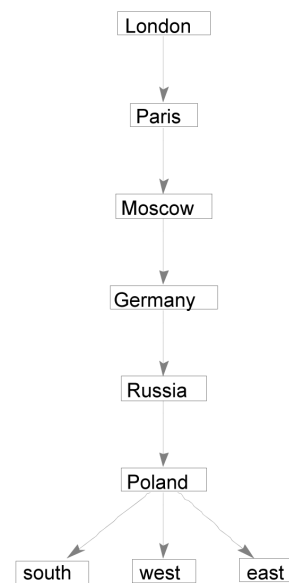 London
Paris
Moscow
Germany
Russia
Poland
south west east